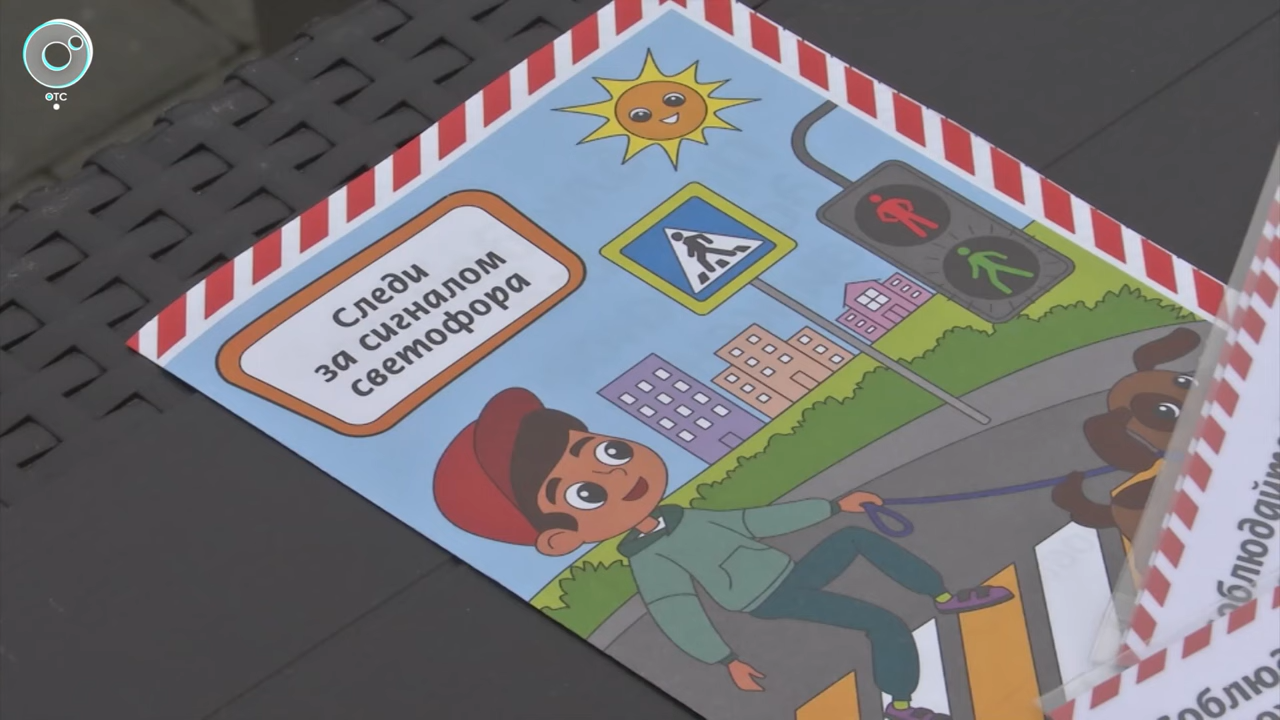 ОТС
Следи
за сигналом
светофора